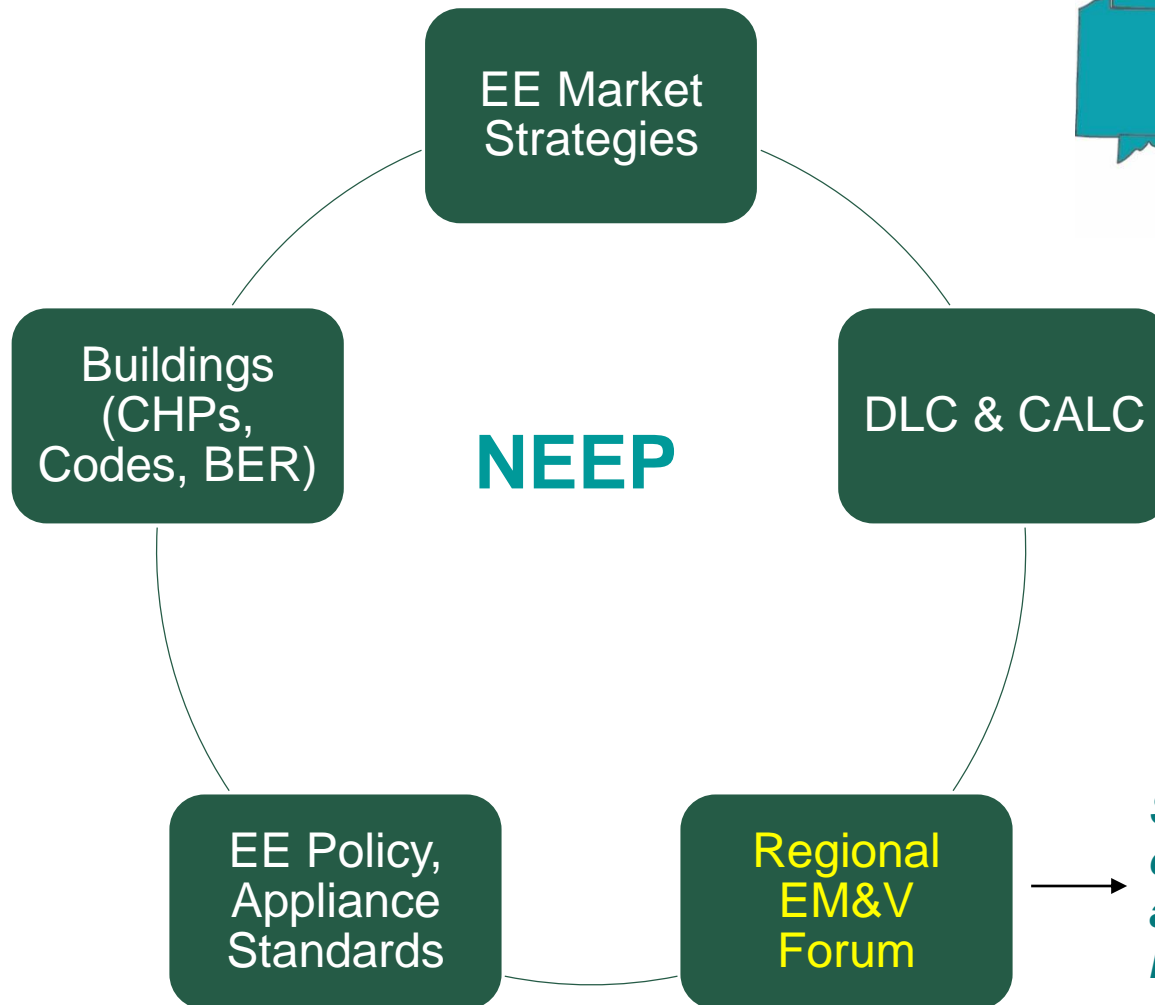 EE Market
Strategies
Buildings
(CHPs,
Codes, BER)
NEEP
DLC & CALC
EE Policy,
Appliance
Standards
Regional
EM&V
Forum